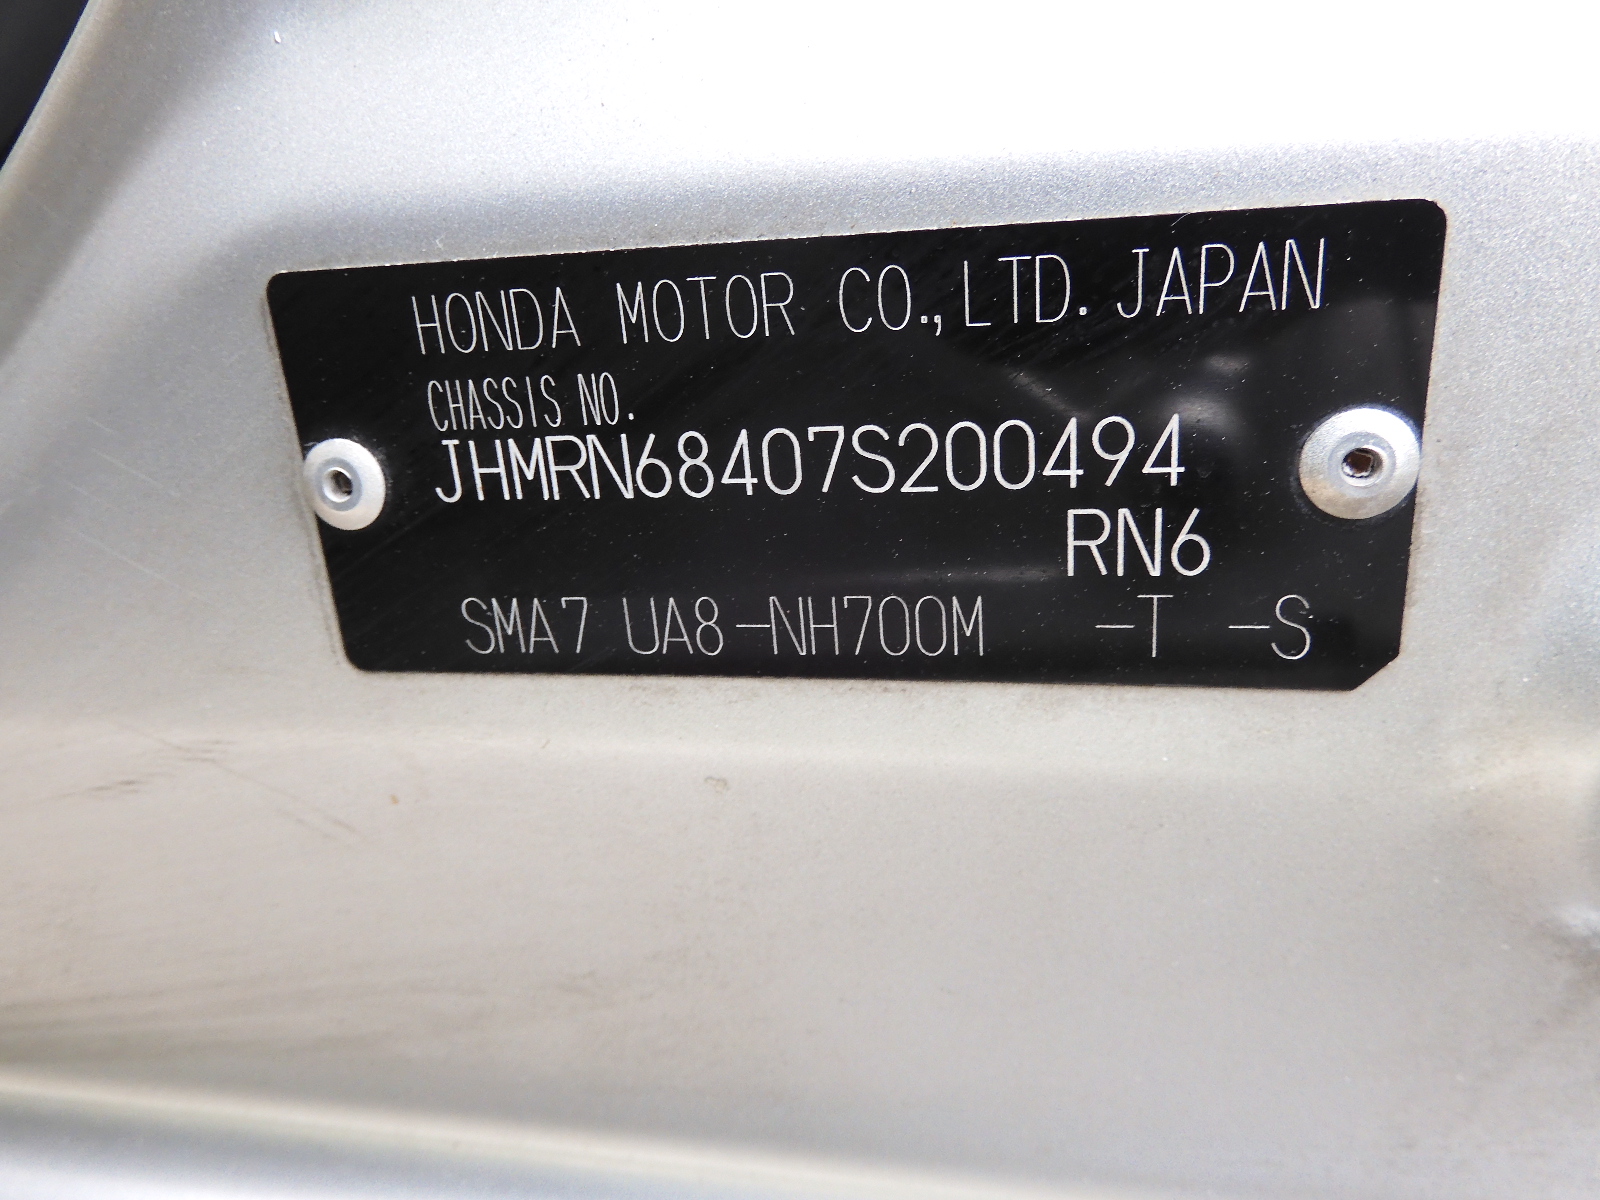 HONDA MOTOR CO., LTD. JAPAN
CHASSIS NO.
JHMRN68407S200494
RN6
SMA7 UA8-NH700M -T -S